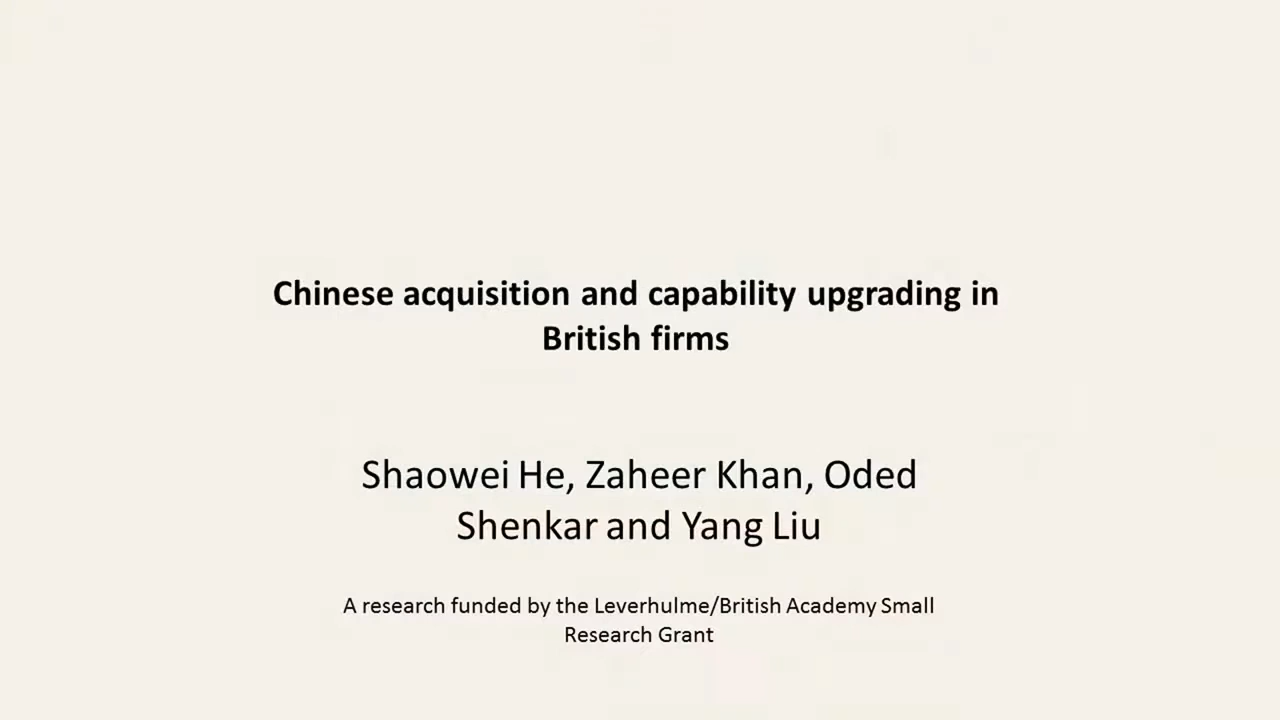 Chinese acquisition and capability upgrading in
British firms
Shaowei He, Zaheer Khan, Oded
Shenkar and Yang Liu
A research funded by the Leverhulme/British Academy Small
Research Grant